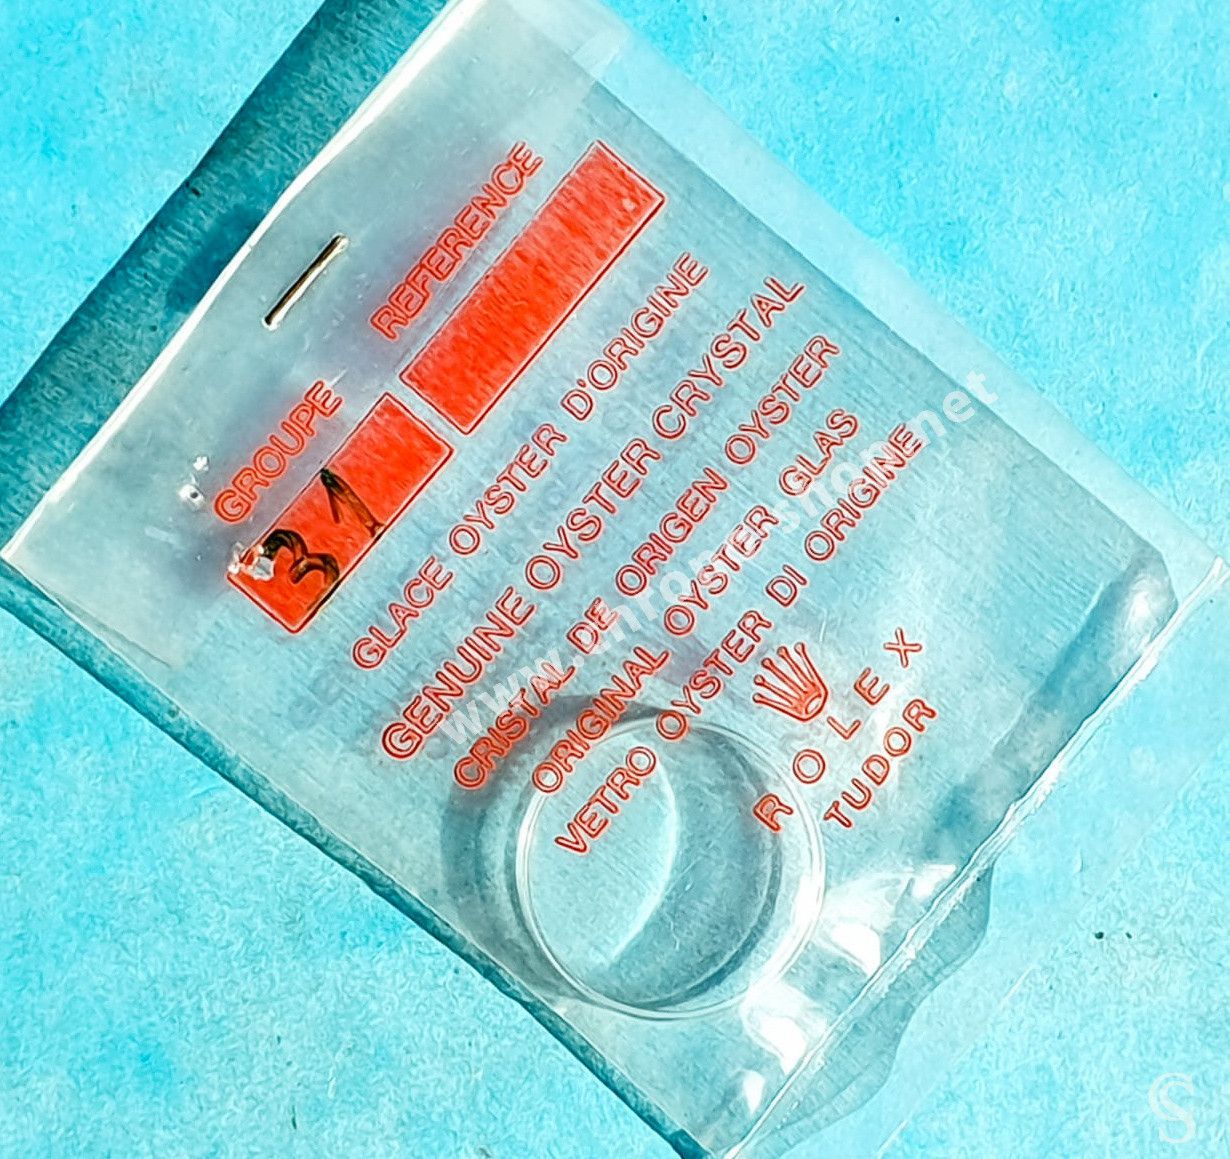 GROUPE REFERENCE
31
GLACE OYSTER D'ORIGINE
GENUINE OYSTER CRYSTAL
CRISTAL DE ORIGEN OYSTER
ORIGINAL OYSTER GLAS
VETRO OYSTER DI ORIGINE
ROLEX
TUDOR